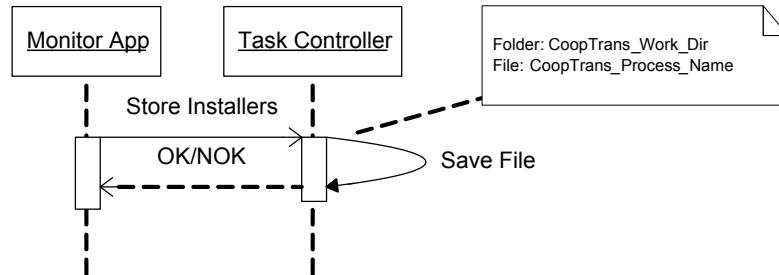 Monitor App
Task Controller
Folder: CoopTrans_Work_Dir
File: CoopTrans_Process_Name
Store Installers
OK/NOK
Save File